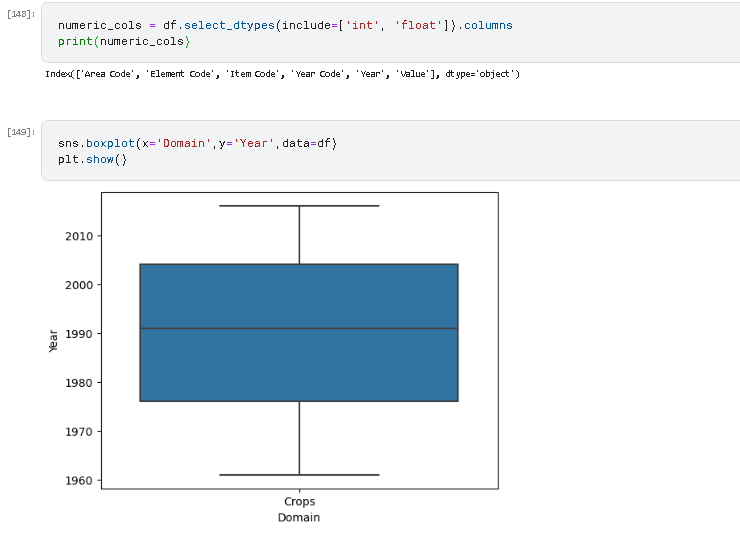 [148]:
numeric_cols = df.select_dtypes(include=['int', 'float']).columns
print(numeric_cols)
Index(['Area Code', 'Element Code', 'Item Code', 'Year Code', 'Year', 'Value'], dtype='object')
[149]:
sns.boxplot(x='Domain',y='Year',data=df)
plt.show()
2010
2000
1990
1980
1970
1960
Year
Crops
Domain